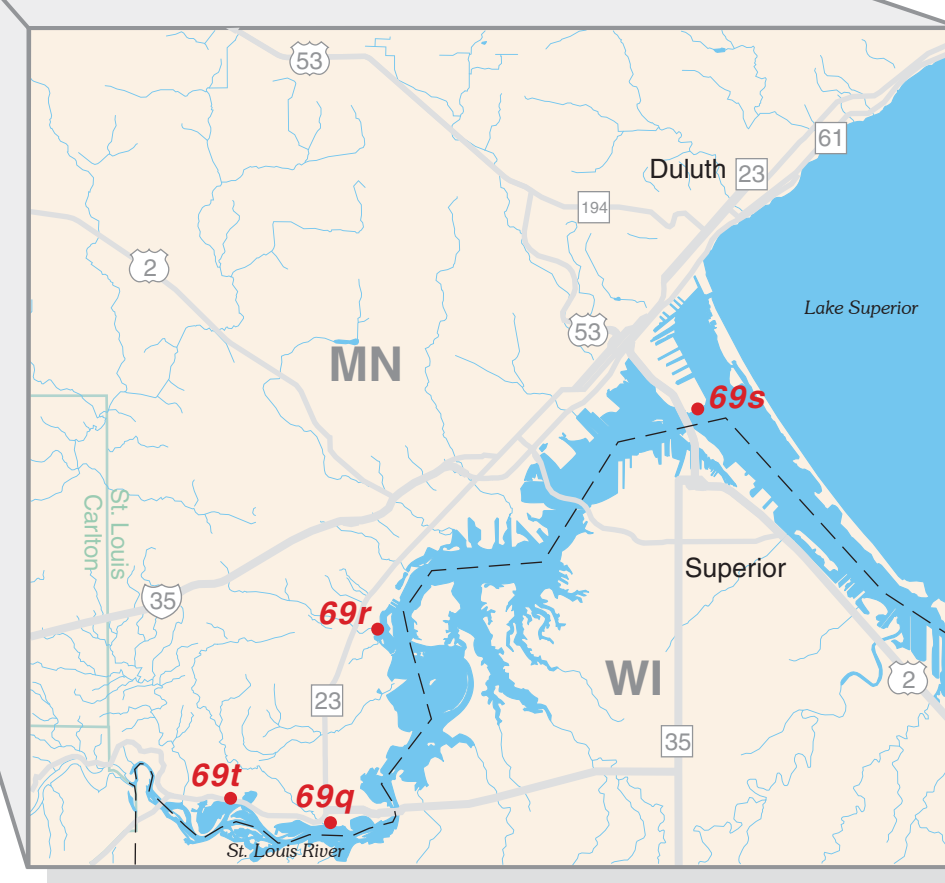 53
61
Duluth
23
194
2
Lake Superior
53
MN
69s
St. Louis
Carlton
Superior
35
69r
WI
2
23
35
69t
69q
St. Louis River